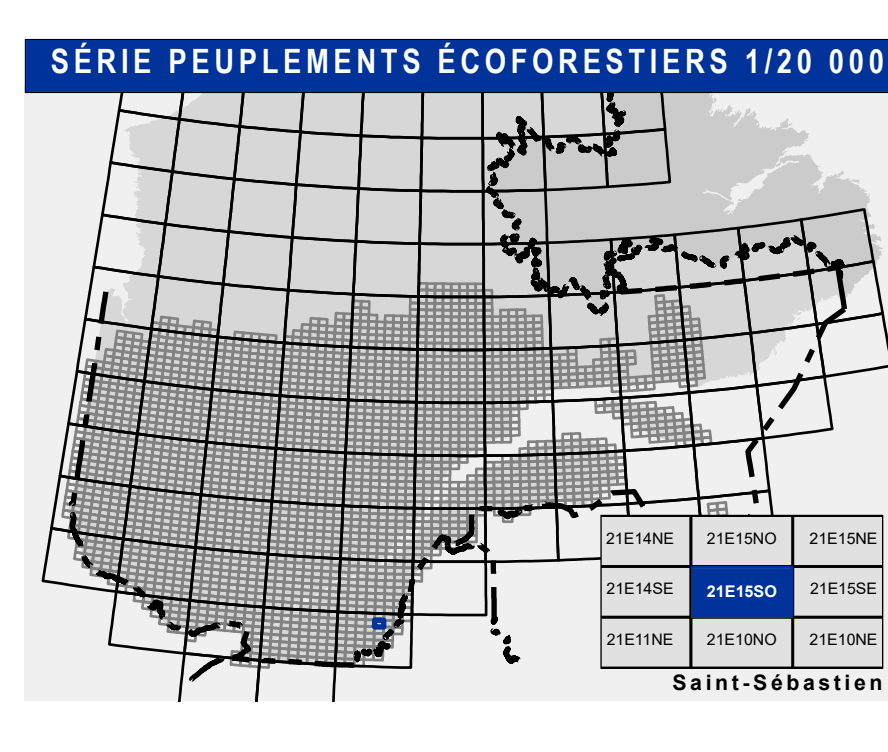 SÉRIE PEUPLEMENTS ÉCOFORESTIERS 1/20 000
21E14NE 21E15NO 21E15NE
21E14SE 21E15SO 21E15SE
21E11NE 21E10NO 21E10NE
Saint-Sébastien